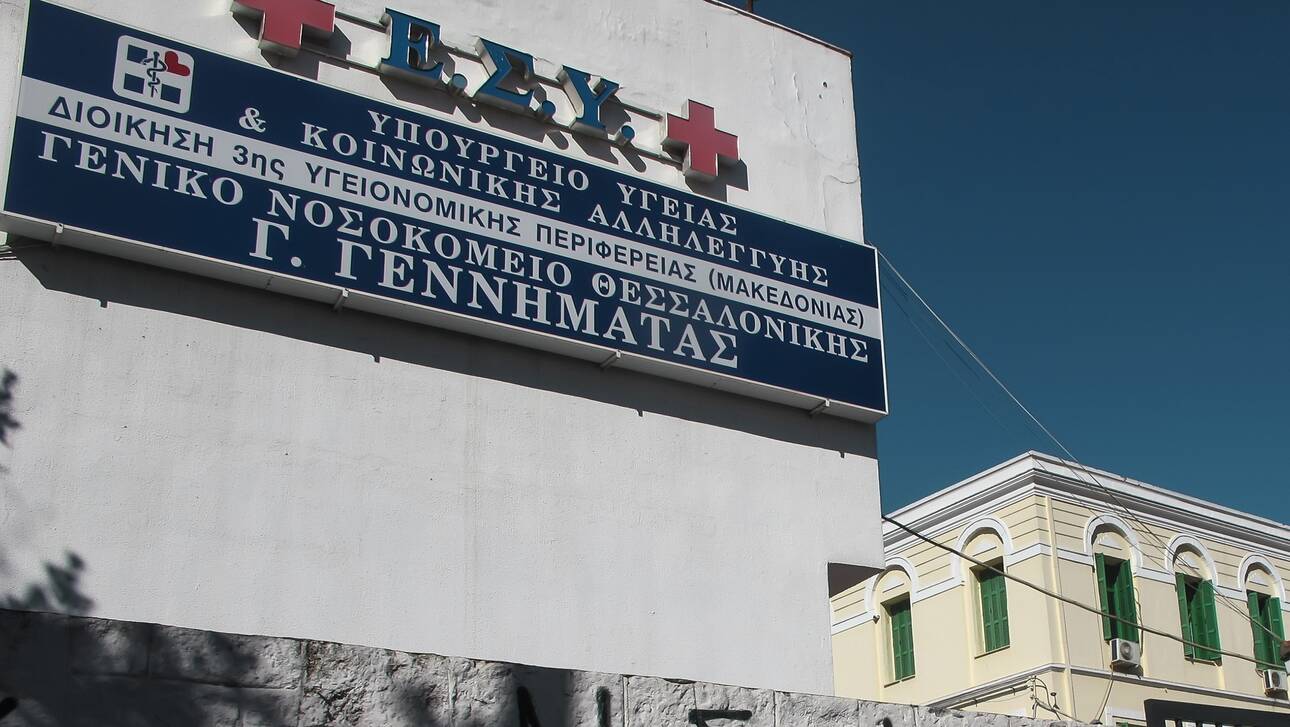 Ε.Σ.Υ.
ΥΠΟΥΡΓΕΙΟ ΥΓΕΙΑΣ
& ΚΟΙΝΩΝΙΚΗΣ ΑΛΛΗΛΕΓΓΥΗΣ
ΔΙΟΙΚΗΣΗ 3ης ΥΓΕΙΟΝΟΜΙΚΗΣ ΠΕΡΙΦΕΡΕΙΑΣ (ΜΑΚΕΔΟΝΙΑΣ)
ΓΕΝΙΚΟ ΝΟΣΟΚΟΜΕΙΟ ΘΕΣΣΑΛΟΝΙΚΗΣ
Γ. ΓΕΝΝΗΜΑΤΑΣ